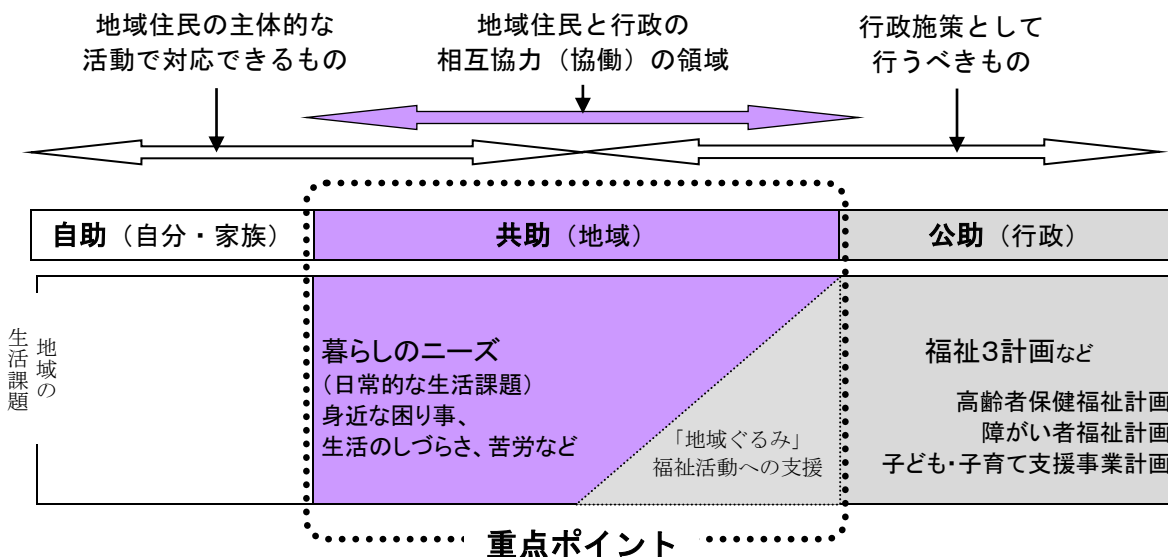 地域住民の主体的な
活動で対応できるもの
地域住民と行政の
相互協力（協働）の領域
行政施策として
行うべきもの
自助（自分・家族）
共助（地域）
公助（行政）
地域の
生活課題
暮らしのニーズ
（日常的な生活課題）
身近な困り事、
生活のしづらさ、苦労など
「地域ぐるみ」
福祉活動への支援
福祉３計画など
高齢者保健福祉計画
障がい者福祉計画
子ども・子育て支援事業計画
重点ポイント